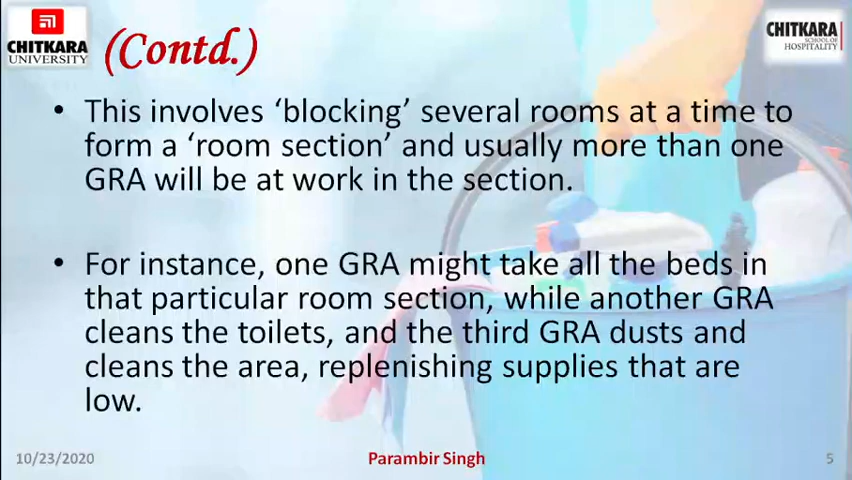 CHITKARA
UNIVERSITY
(Contd.)
CHITKARA
SCHOOL OF
HOSPITALITY
• This involves ‘blocking’ several rooms at a time to
form a ‘room section’ and usually more than one
GRA will be at work in the section.
• For instance, one GRA might take all the beds in
that particular room section, while another GRA
cleans the toilets, and the third GRA dusts and
cleans the area, replenishing supplies that are
low.
10/23/2020
Parambir Singh
5